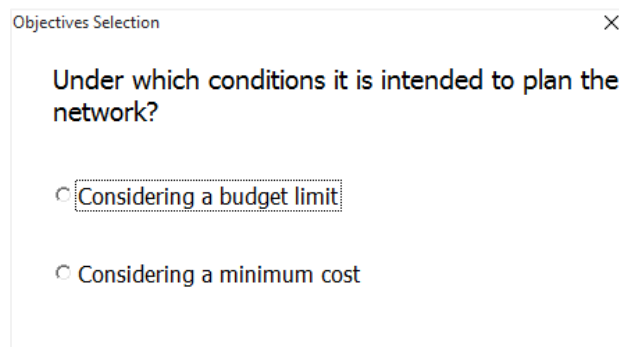 Objectives Selection
Under which conditions it is intended to plan the
network?
Considering a budget limit
Considering a minimum cost